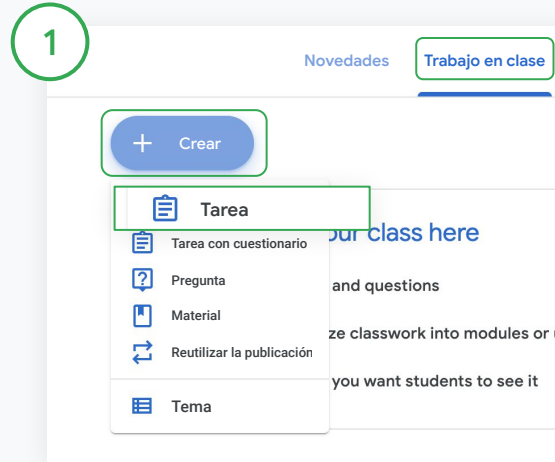 1
Novedades Trabajo en clase
Crear
Tarea
Tarea con cuestionario
our class here
Pregunta
and questions
Material
ze classwork into modules or
Reutilizar la publicación
you want students to see it
Tema